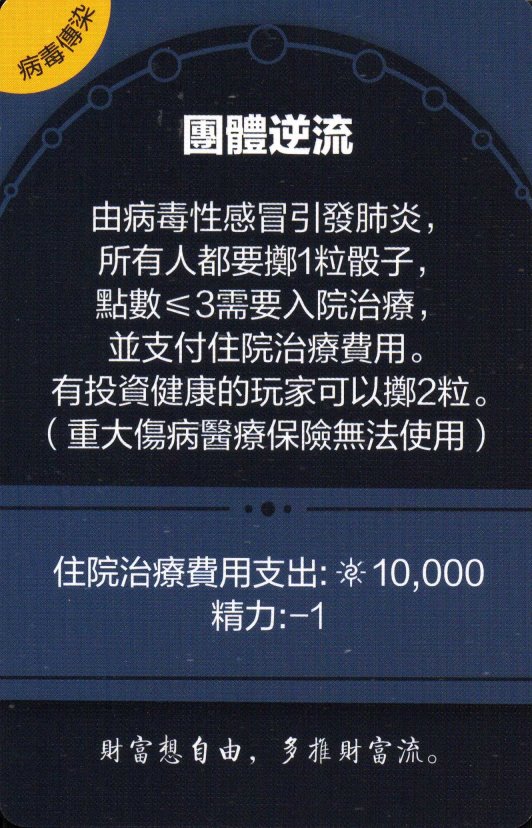 病毒傳染
團體逆流
由病毒性感冒引發肺炎，
所有人都要擲1粒骰子，
點數≤3需要入院治療，
並支付住院治療費用。
有投資健康的玩家可以擲2粒。
（重大傷病醫療保險無法使用）
住院治療費用支出: 10,000
精力:-1
財富想自由，多推財富流。